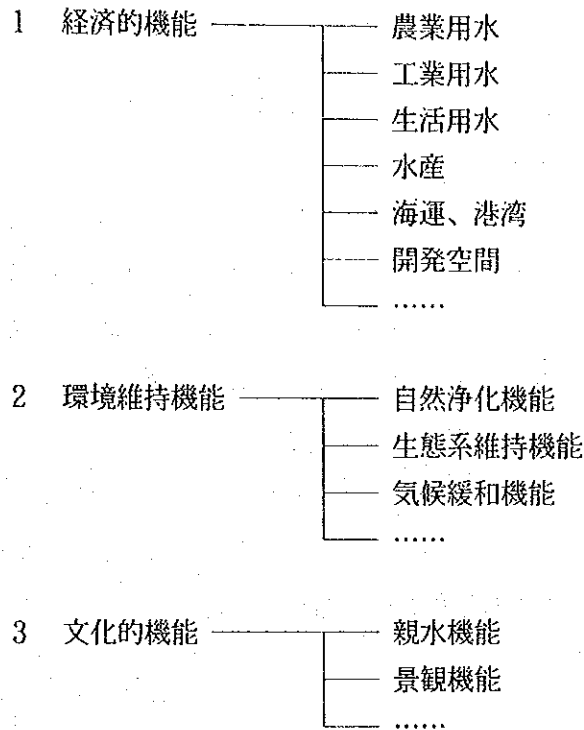 1 経済的機能 農業用水
工業用水
生活用水
水産
海運、港湾
開発空間
……
2 環境維持機能 自然浄化機能
生態系維持機能
気候緩和機能
……
3 文化的機能 親水機能
景観機能
……